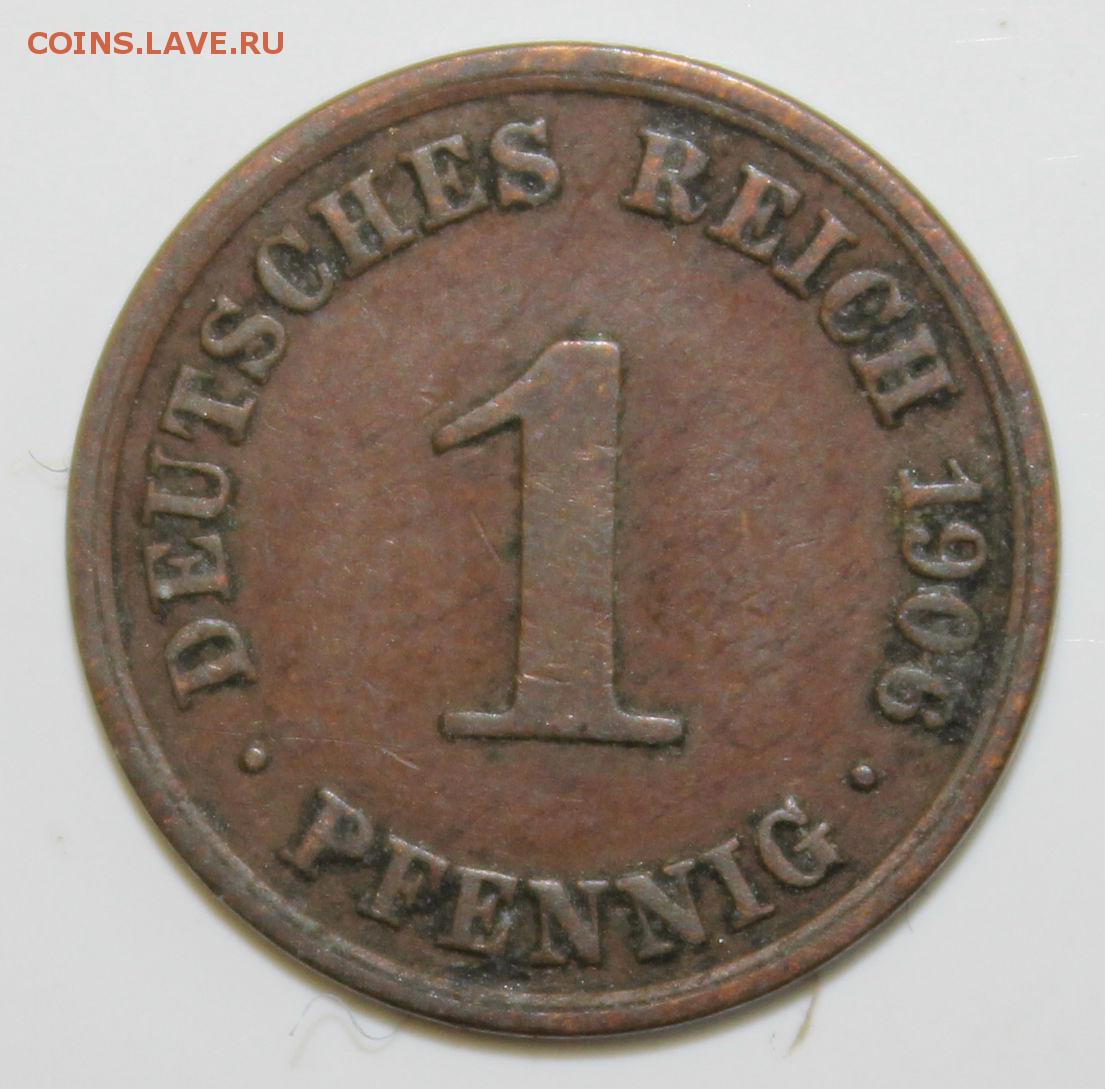 COINS.LAVE.RU
DEUTSCHES REICH 1906
1
· PFENNIG ·